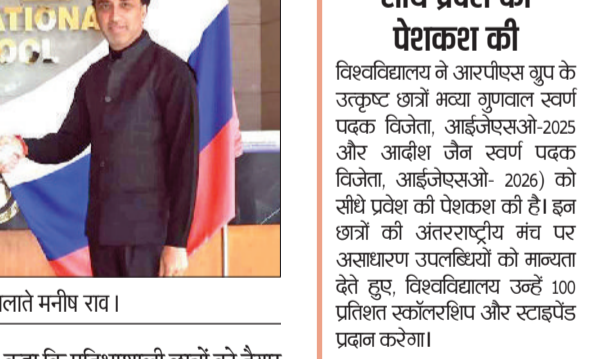 NATIONAL
OOL
लाते मनीष राव।
पेशकश की
विश्वविद्यालय ने आरपीएस ग्रुप के
उत्कृष्ट छात्रों भव्या गुणवाल स्वर्ण
पदक विजेता, आईजेएसओ-2025
और आदीश जैन स्वर्ण पदक
विजेता, आईजेएसओ- 2026) को
सीधे प्रवेश की पेशकश की है। इन
छात्रों की अंतरराष्ट्रीय मंच पर
असाधारण उपलब्धियों को मान्यता
देते हुए, विश्वविद्यालय उन्हें 100
प्रतिशत स्कॉलरशिप और स्टाइपेंड
प्रदान करेगा।